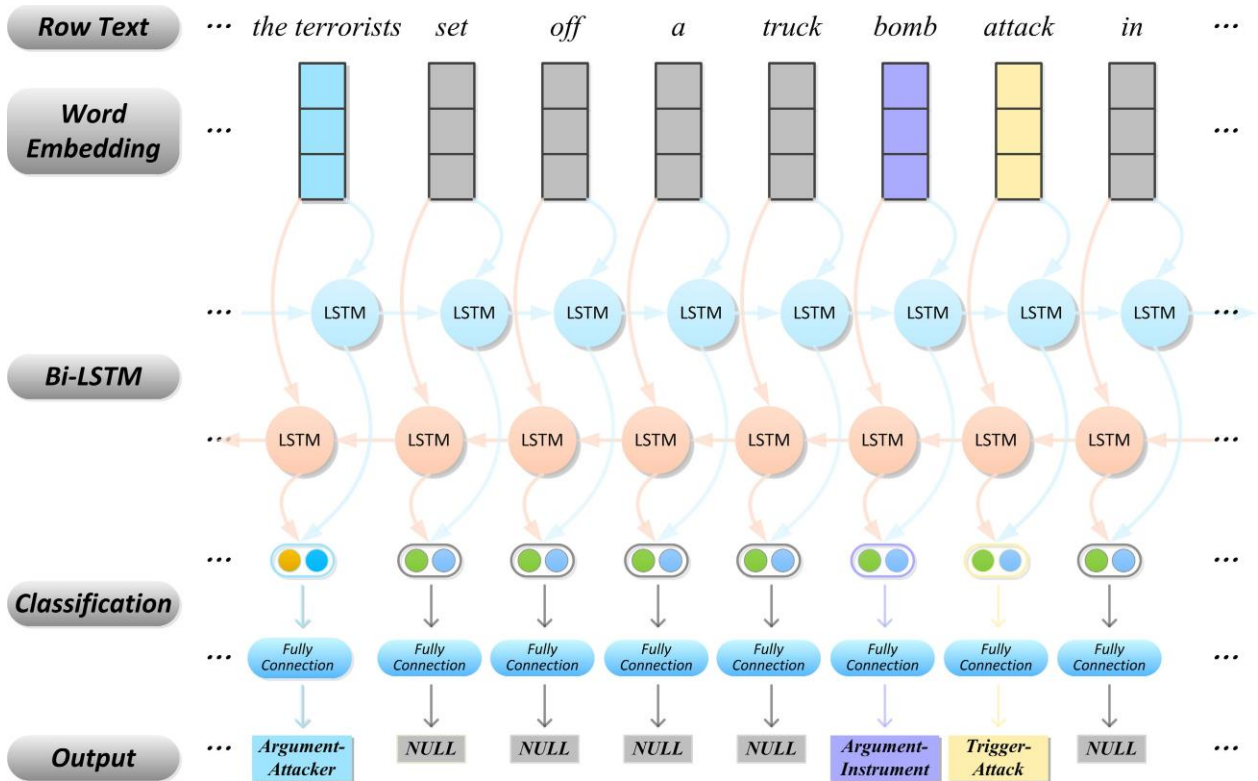 Row Text ... the terrorists set off a truck bomb attack in ...
Word
Embedding
... ...
... LSTM LSTM LSTM LSTM LSTM LSTM LSTM LSTM ...
Bi-LSTM
... LSTM LSTM LSTM LSTM LSTM LSTM LSTM LSTM ...
... ...
Classification
... Fully Connection Fully Connection Fully Connection Fully Connection Fully Connection Fully Connection Fully Connection Fully Connection ...
Output ... Argument-Attacker NULL NULL NULL NULL Argument-Instrument Trigger-Attack NULL ...